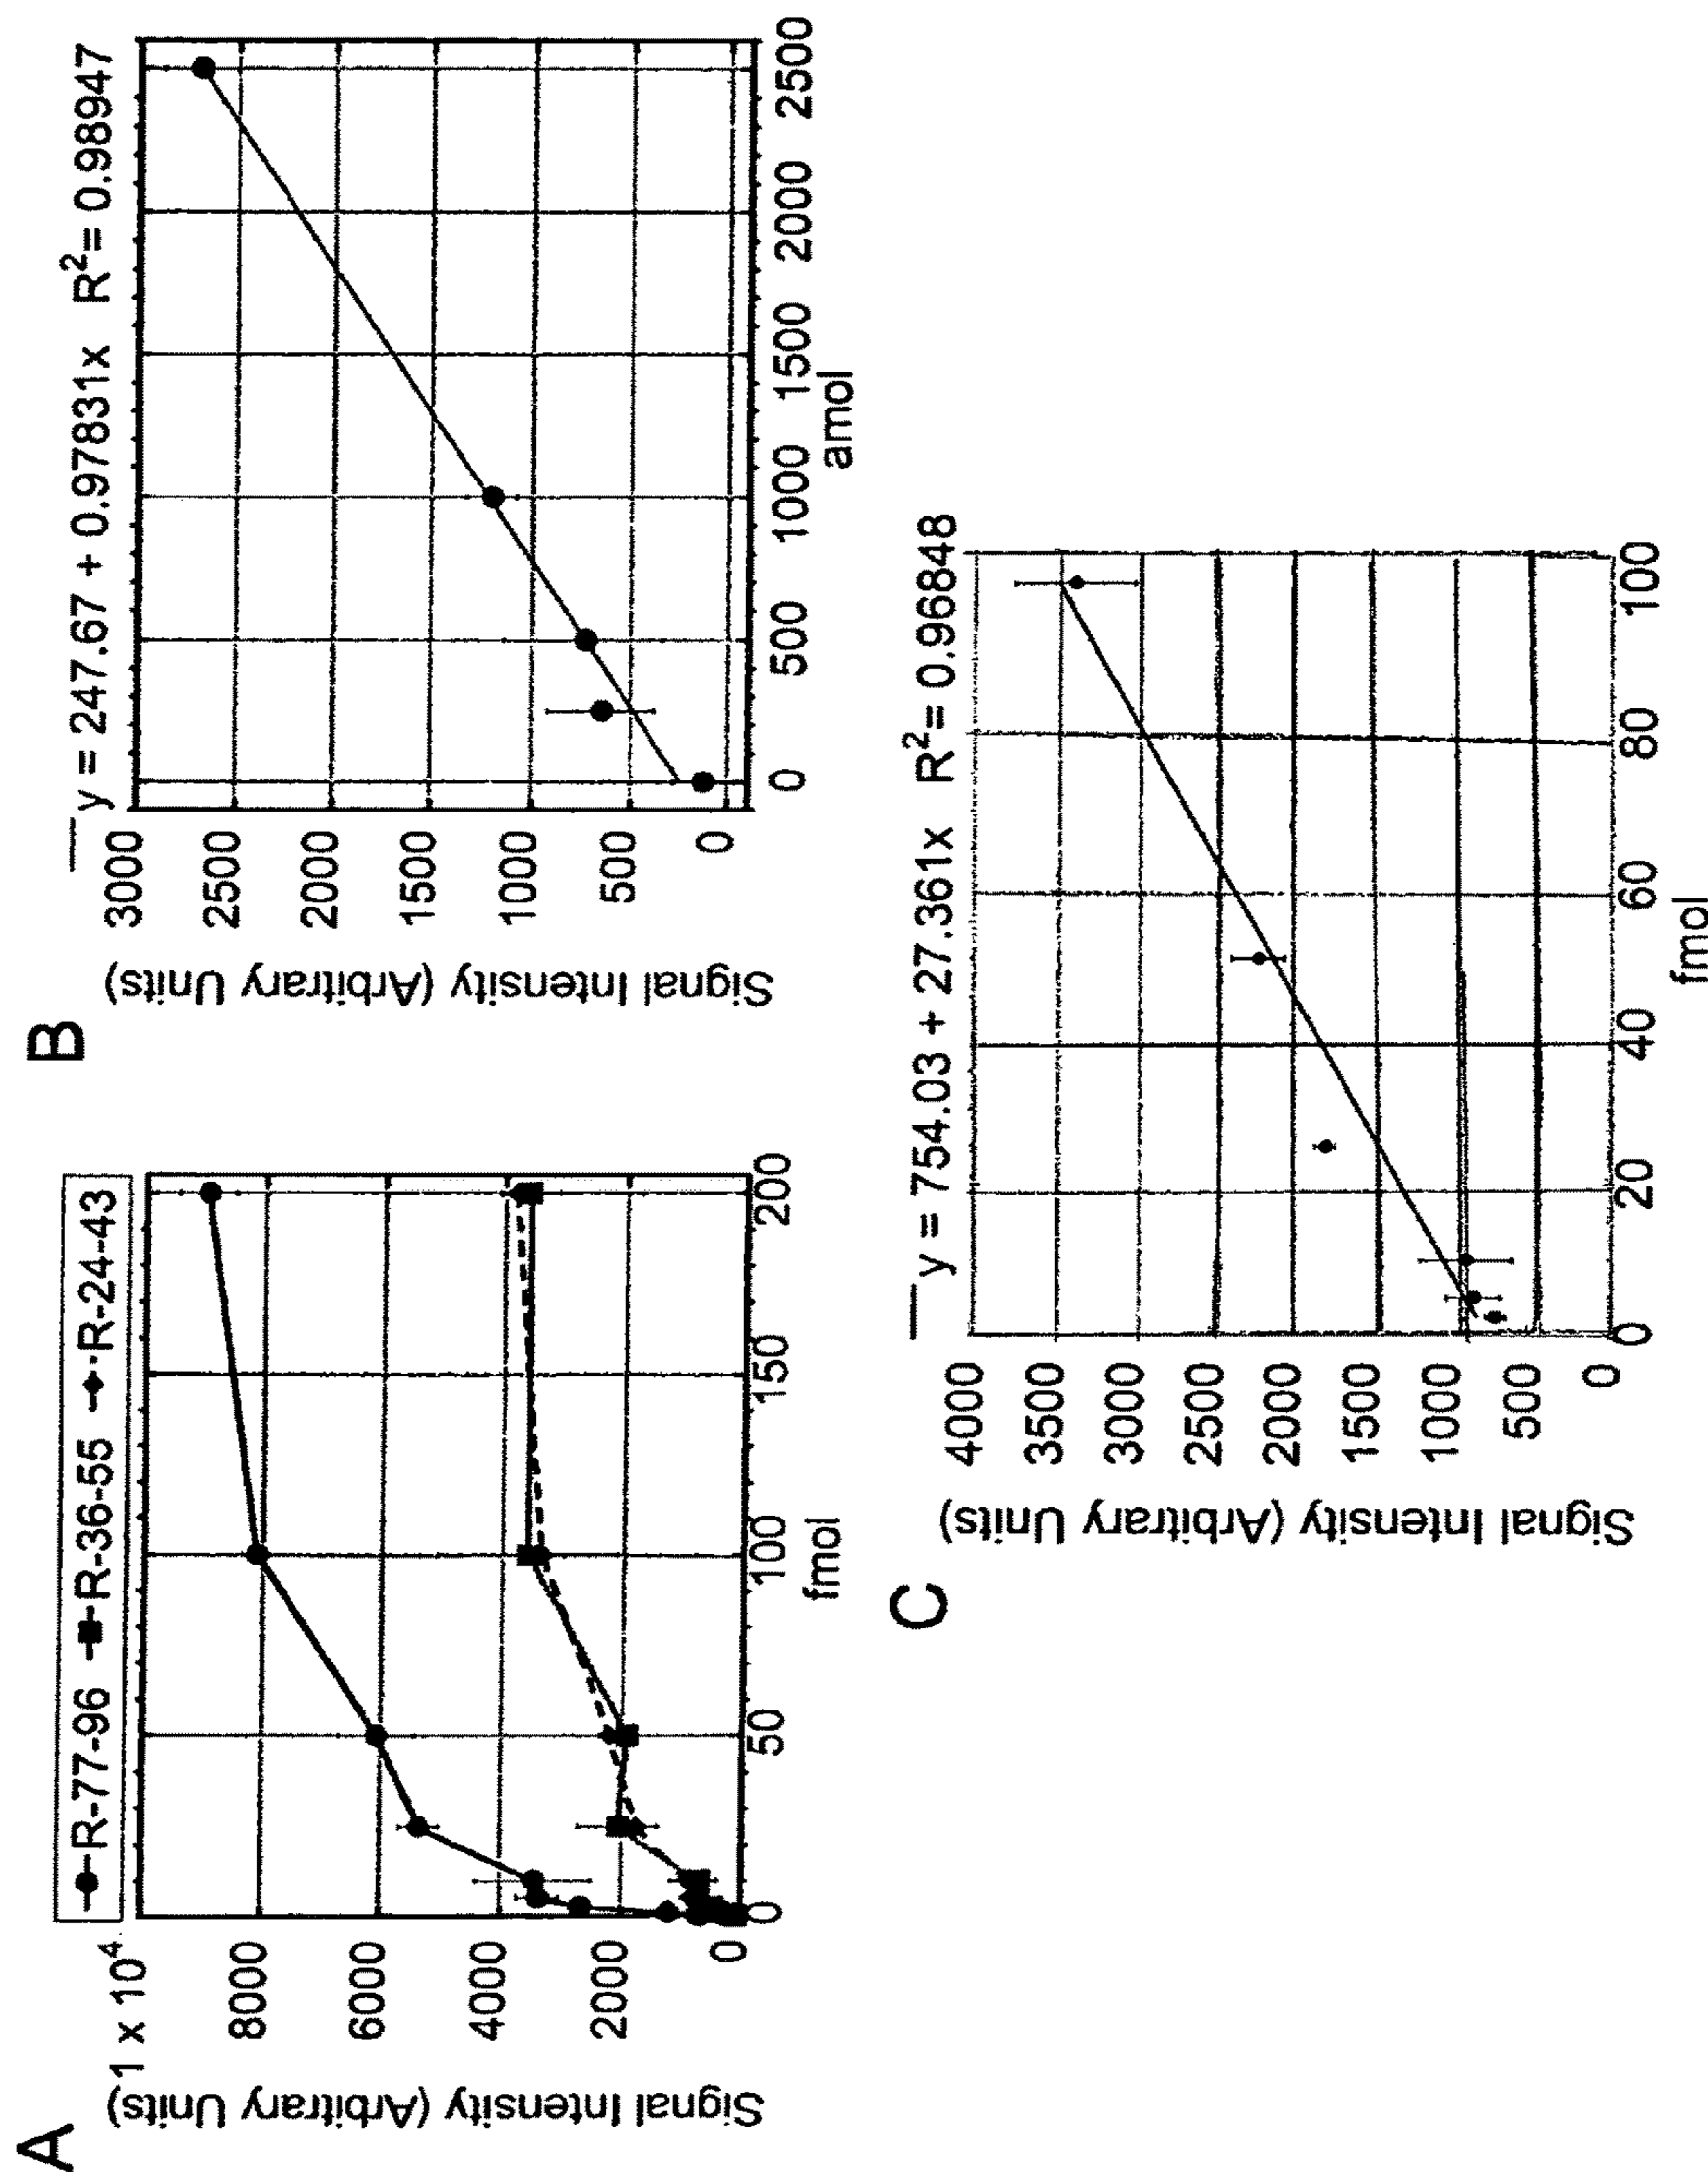 A
R-77-96 R-36-55 R-24-43
1 x 10⁴
8000
6000
4000
2000
0
Signal Intensity (Arbitrary Units)
0 50 100 150 200
fmol
B
y = 247.67 + 0.97831x R²= 0.98947
3000
2500
2000
1500
1000
500
0
Signal Intensity (Arbitrary Units)
0 500 1000 1500 2000 2500
amol
C
y = 754.03 + 27.361x R²= 0.96848
4000
3500
3000
2500
2000
1500
1000
500
0
Signal Intensity (Arbitrary Units)
0 20 40 60 80 100
fmol